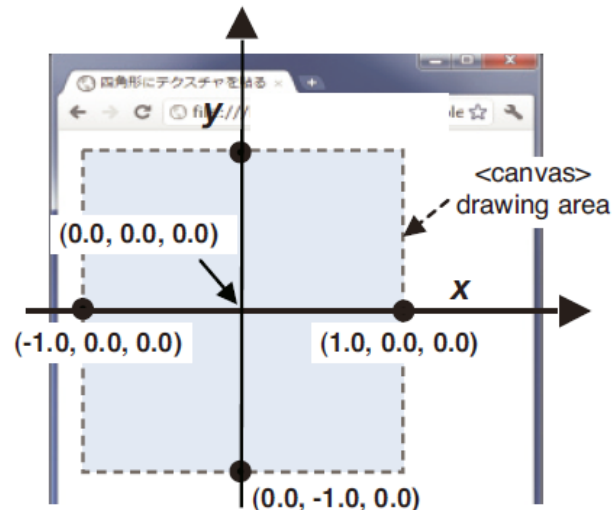 四角形にテクスチャを貼る
file:///
ple
y
<canvas>
drawing area
(0.0, 0.0, 0.0)
x
(-1.0, 0.0, 0.0)
(1.0, 0.0, 0.0)
(0.0, -1.0, 0.0)